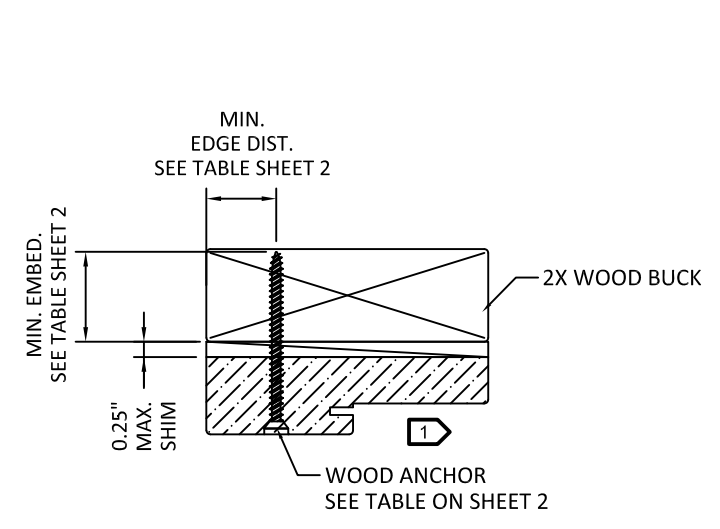 MIN.
EDGE DIST.
SEE TABLE SHEET 2
MIN. EMBED.
SEE TABLE SHEET 2
2X WOOD BUCK
0.25"
MAX.
SHIM
1
WOOD ANCHOR
SEE TABLE ON SHEET 2